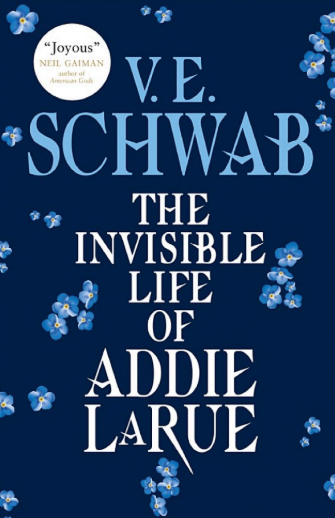 “Joyous”
NEIL GAIMAN
author of
American Gods
V. E.
SCHWAB
THE
INVISIBLE
LIFE
OF
ADDIE
LARUE